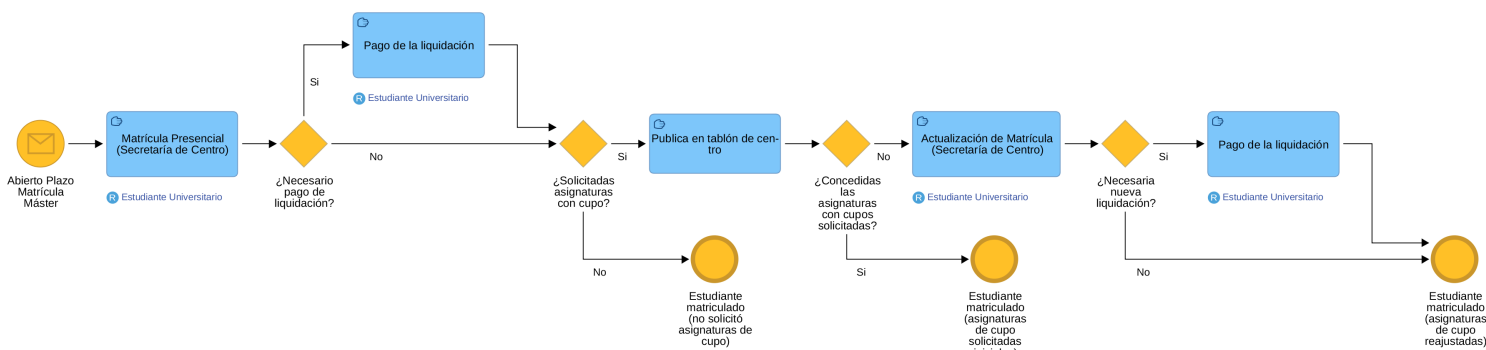 Pago de la liquidación
Si
R Estudiante Universitario
Matrícula Presencial
(Secretaría de Centro)
Publica en tablón de cen-
tro
Actualización de Matrícula
(Secretaría de Centro)
Pago de la liquidación
No
Si
No
Si
Abierto Plazo
Matrícula
Máster
R Estudiante Universitario
¿Necesario
pago de
liquidación?
¿Solicitadas
asignaturas
con cupo?
¿Concedidas
las
asignaturas
con cupos
solicitadas?
R Estudiante Universitario
¿Necesaria
nueva
liquidación?
R Estudiante Universitario
No
Si
No
Estudiante
matriculado
(no solicitó
asignaturas de
cupo)
Estudiante
matriculado
(asignaturas
de cupo
solicitadas
Estudiante
matriculado
(asignaturas
de cupo
reajustadas)